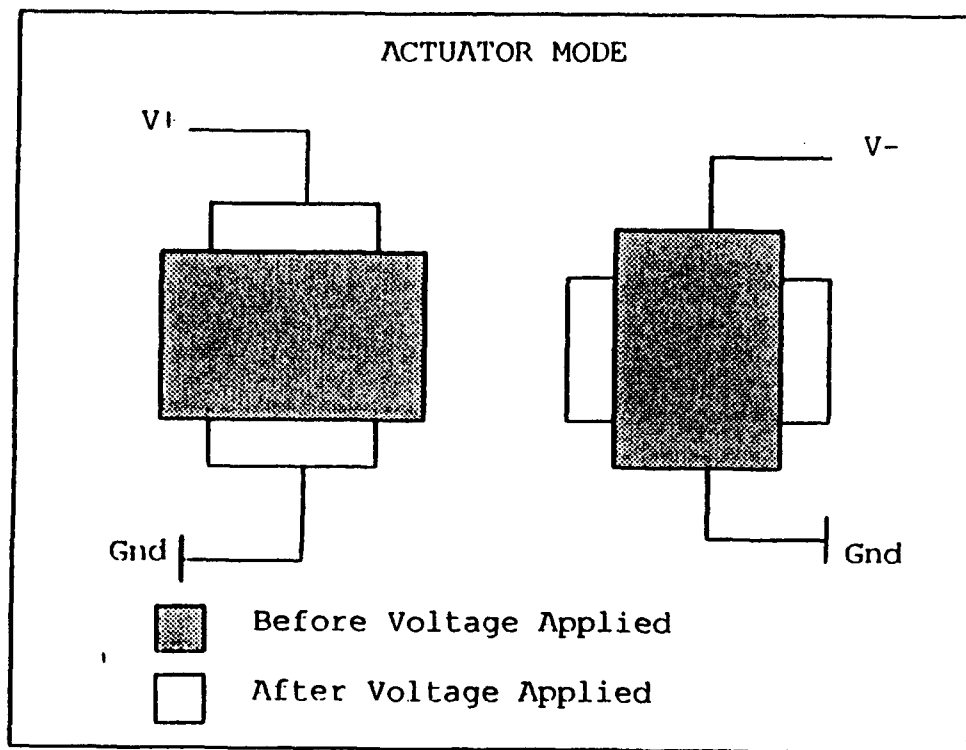 ACTUATOR MODE
V+
V-
Gnd
Gnd
Before Voltage Applied
After Voltage Applied